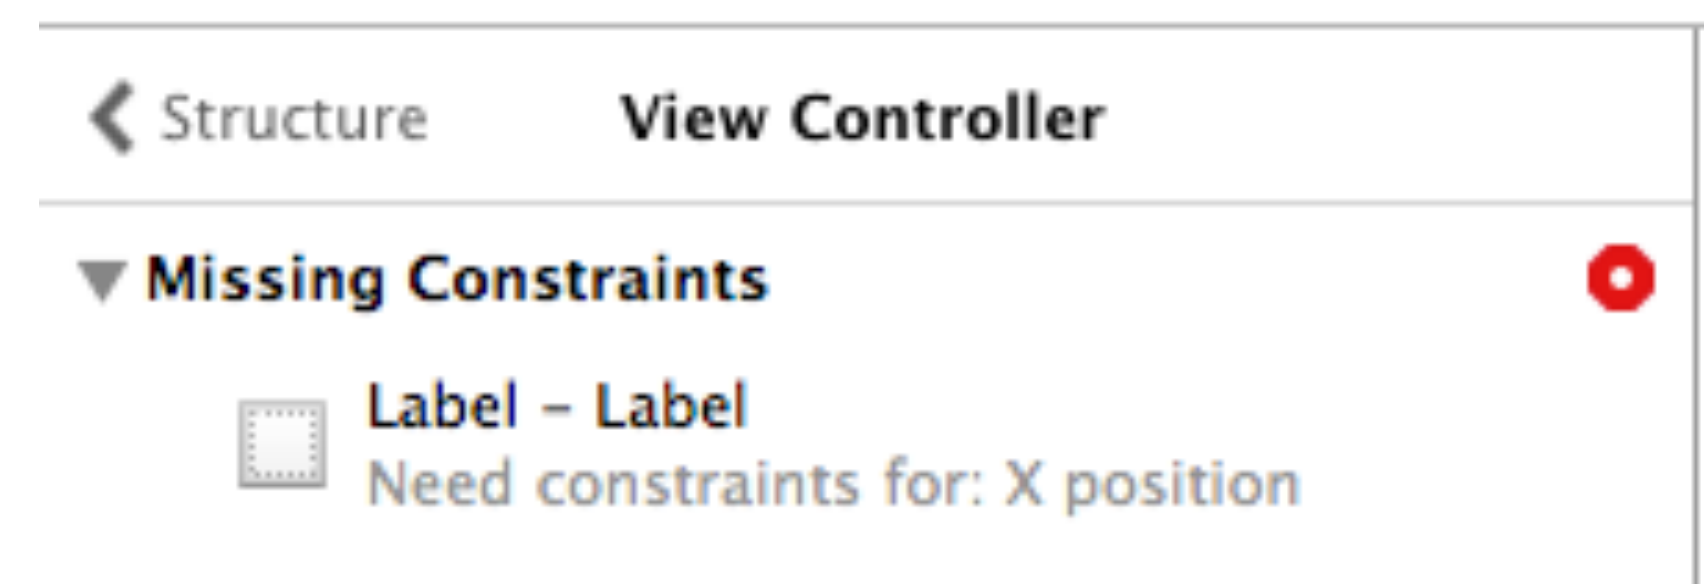 Structure
View Controller
Missing Constraints
Label – Label
Need constraints for: X position